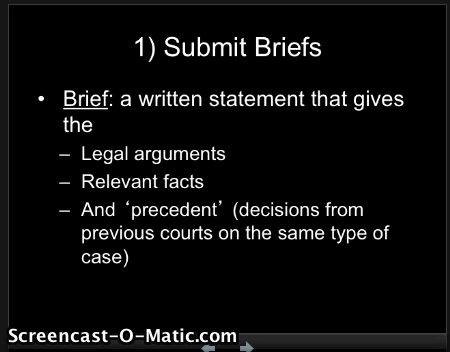 1) Submit Briefs
• Brief: a written statement that gives
the
– Legal arguments
– Relevant facts
– And ‘precedent’ (decisions from
previous courts on the same type of
case)
Screencast-O-Matic.com